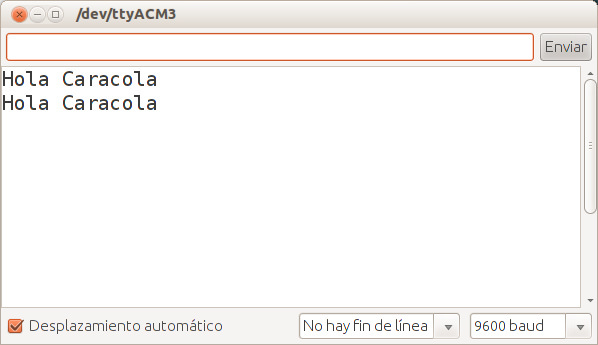 /dev/ttyACM3
Enviar
Hola Caracola
Hola Caracola
Desplazamiento automático
No hay fin de línea
9600 baud